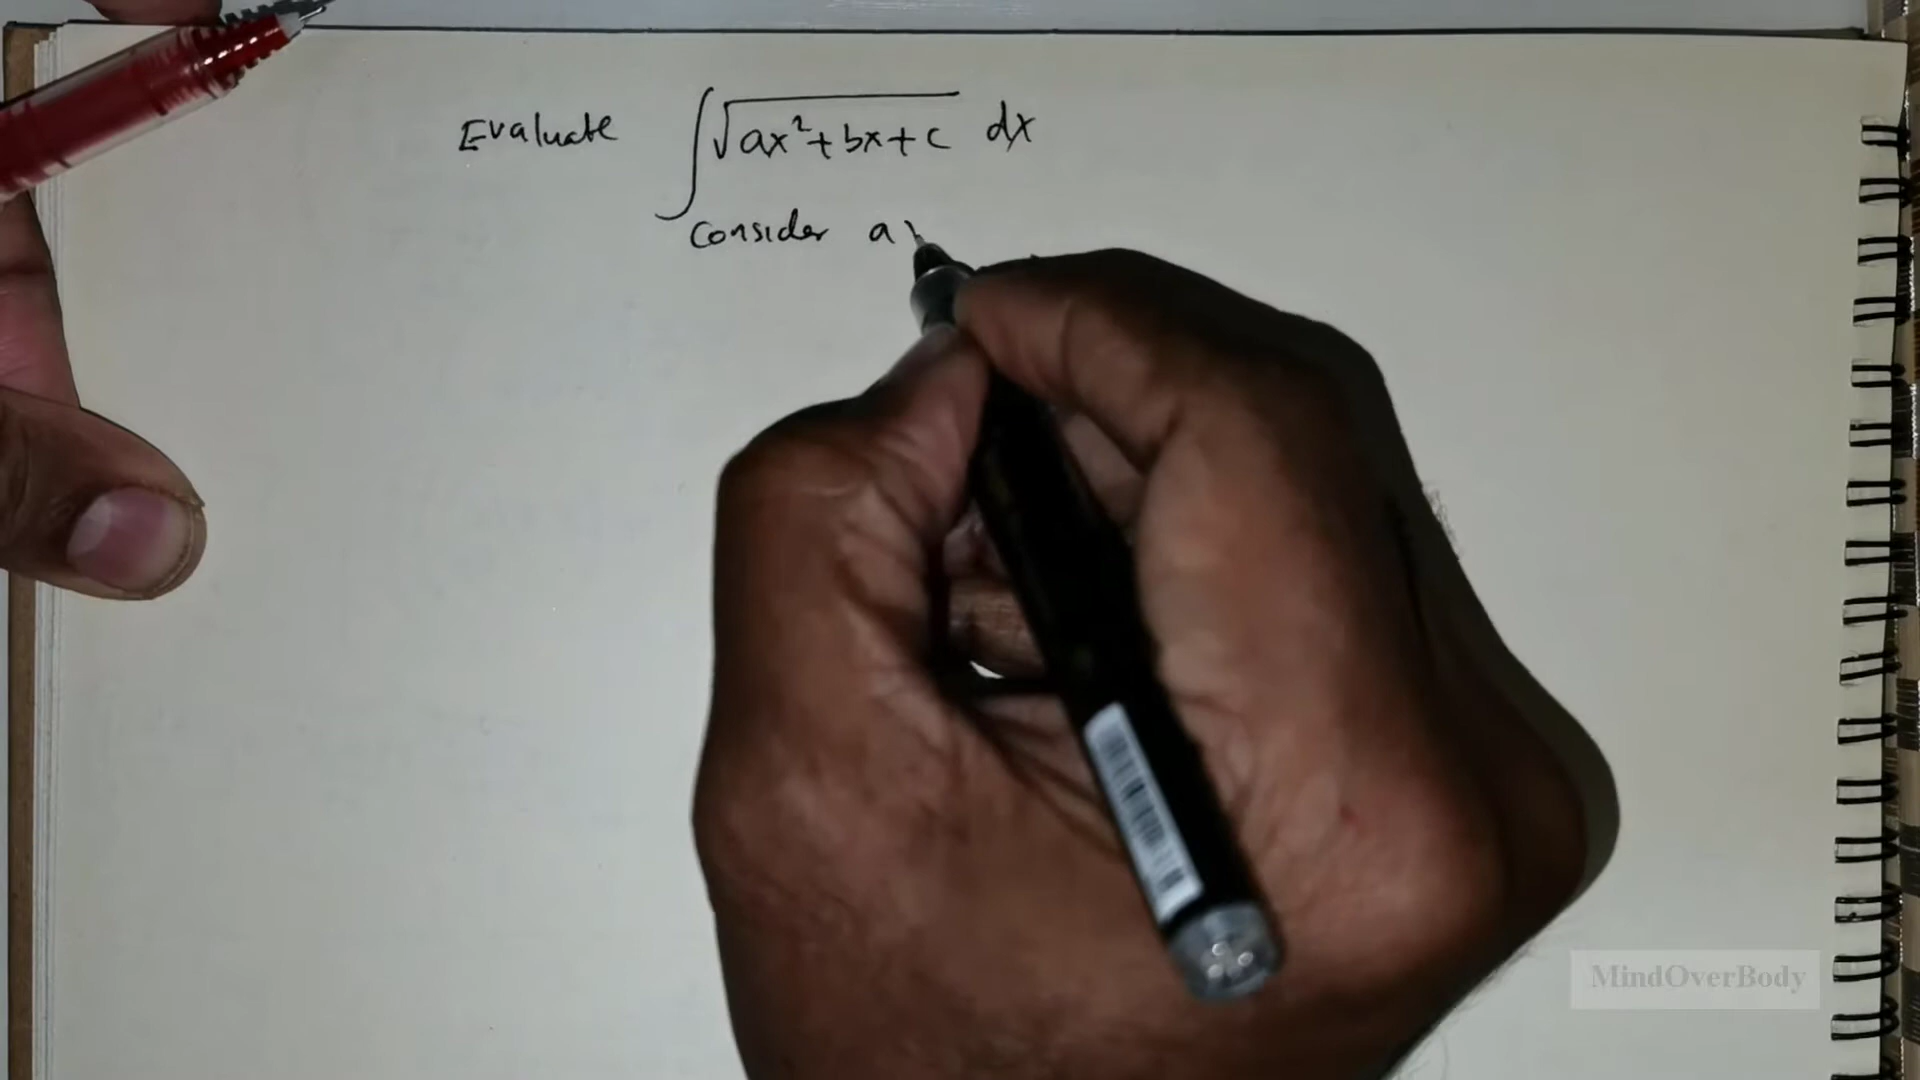 Evaluate ∫√ax²+bx+c dx
Consider a
MindOverBody